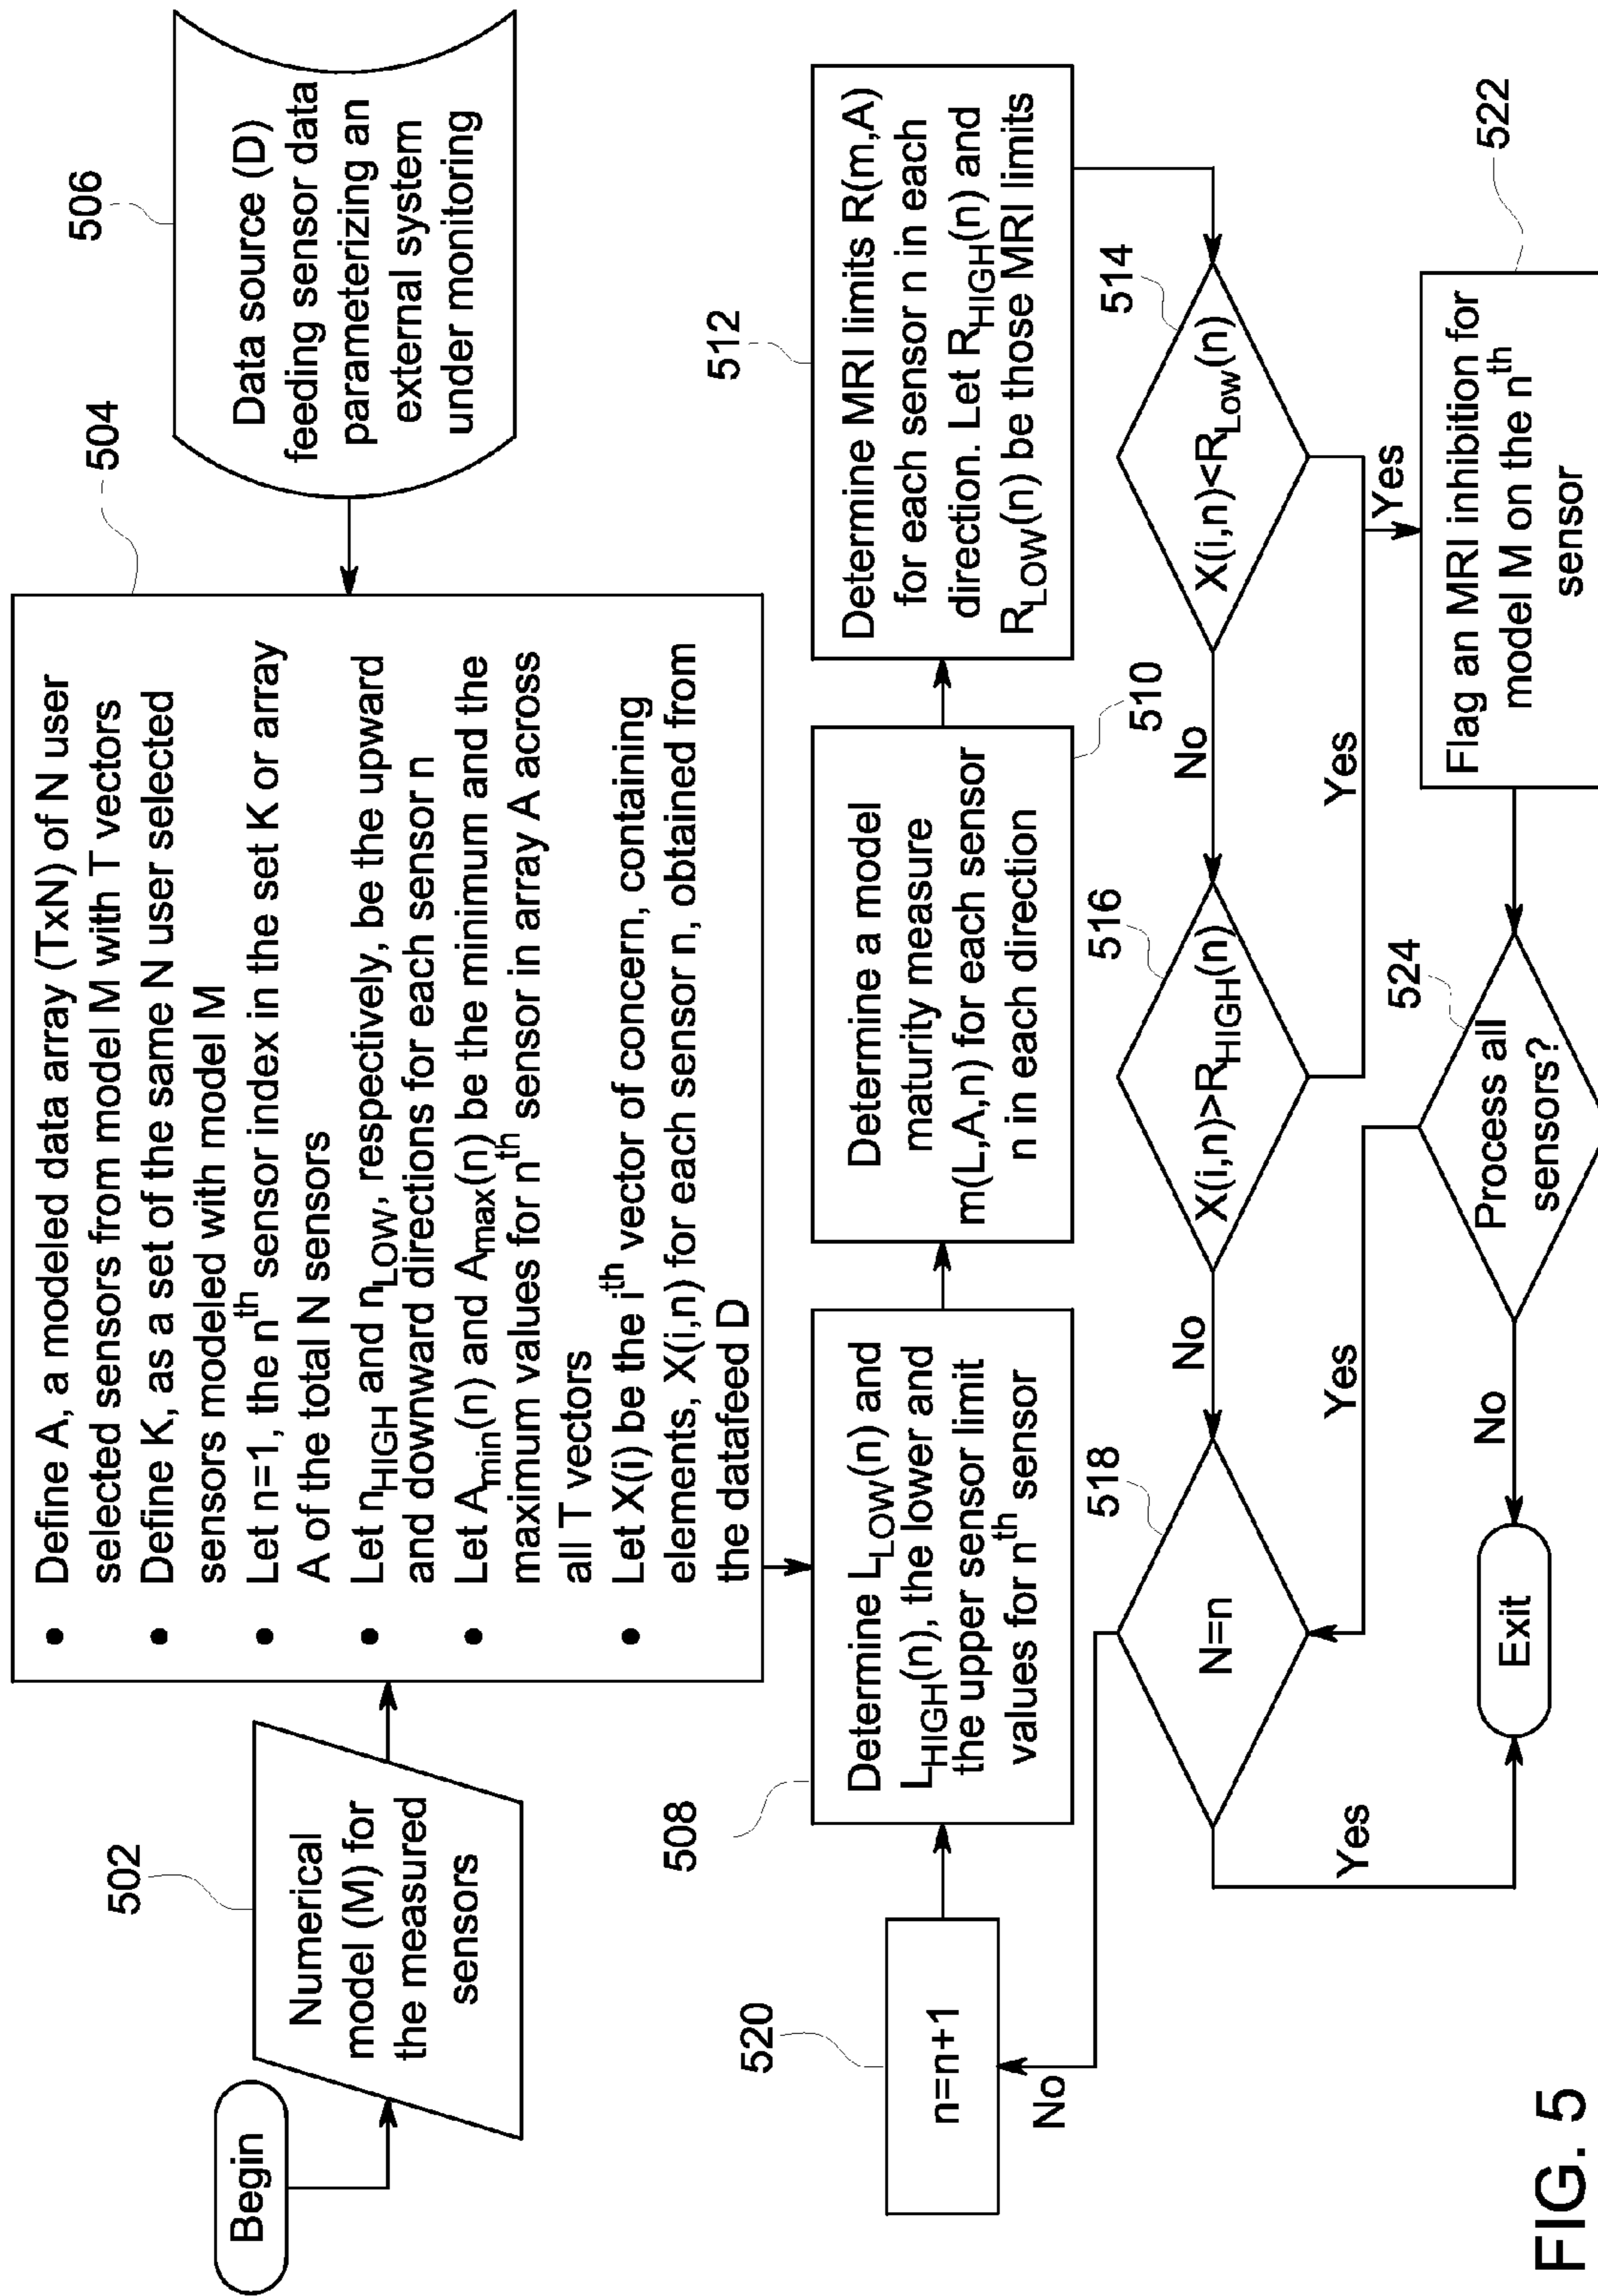 Begin
502
Numerical
model (M) for
the measured
sensors
504
• Define A, a modeled data array (TxN) of N user
selected sensors from model M with T vectors
• Define K, as a set of the same N user selected
sensors modeled with model M
• Let n=1, the nth sensor index in the set K or array
A of the total N sensors
• Let nHIGH and nLOW, respectively, be the upward
and downward directions for each sensor n
• Let Amin(n) and Amax(n) be the minimum and the
maximum values for nth sensor in array A across
all T vectors
• Let X(i) be the ith vector of concern, containing
elements, X(i,n) for each sensor n, obtained from
the datafeed D
506
Data source (D)
feeding sensor data
parameterizing an
external system
under monitoring
520
n=n+1
508
Determine LLOW(n) and
LHIGH(n), the lower and
the upper sensor limit
values for nth sensor
Determine a model
maturity measure
m(L,A,n) for each sensor
n in each direction
510
512
Determine MRI limits R(m,A)
for each sensor n in each
direction. Let RHIGH(n) and
RLOW(n) be those MRI limits
514
X(i,n)<RLow(n)
No
Yes
516
X(i,n)>RHIGH(n)
No
Yes
518
N=n
No
Yes
522
Flag an MRI inhibition for
model M on the nth
sensor
524
Process all
sensors?
Yes
No
Exit
FIG. 5